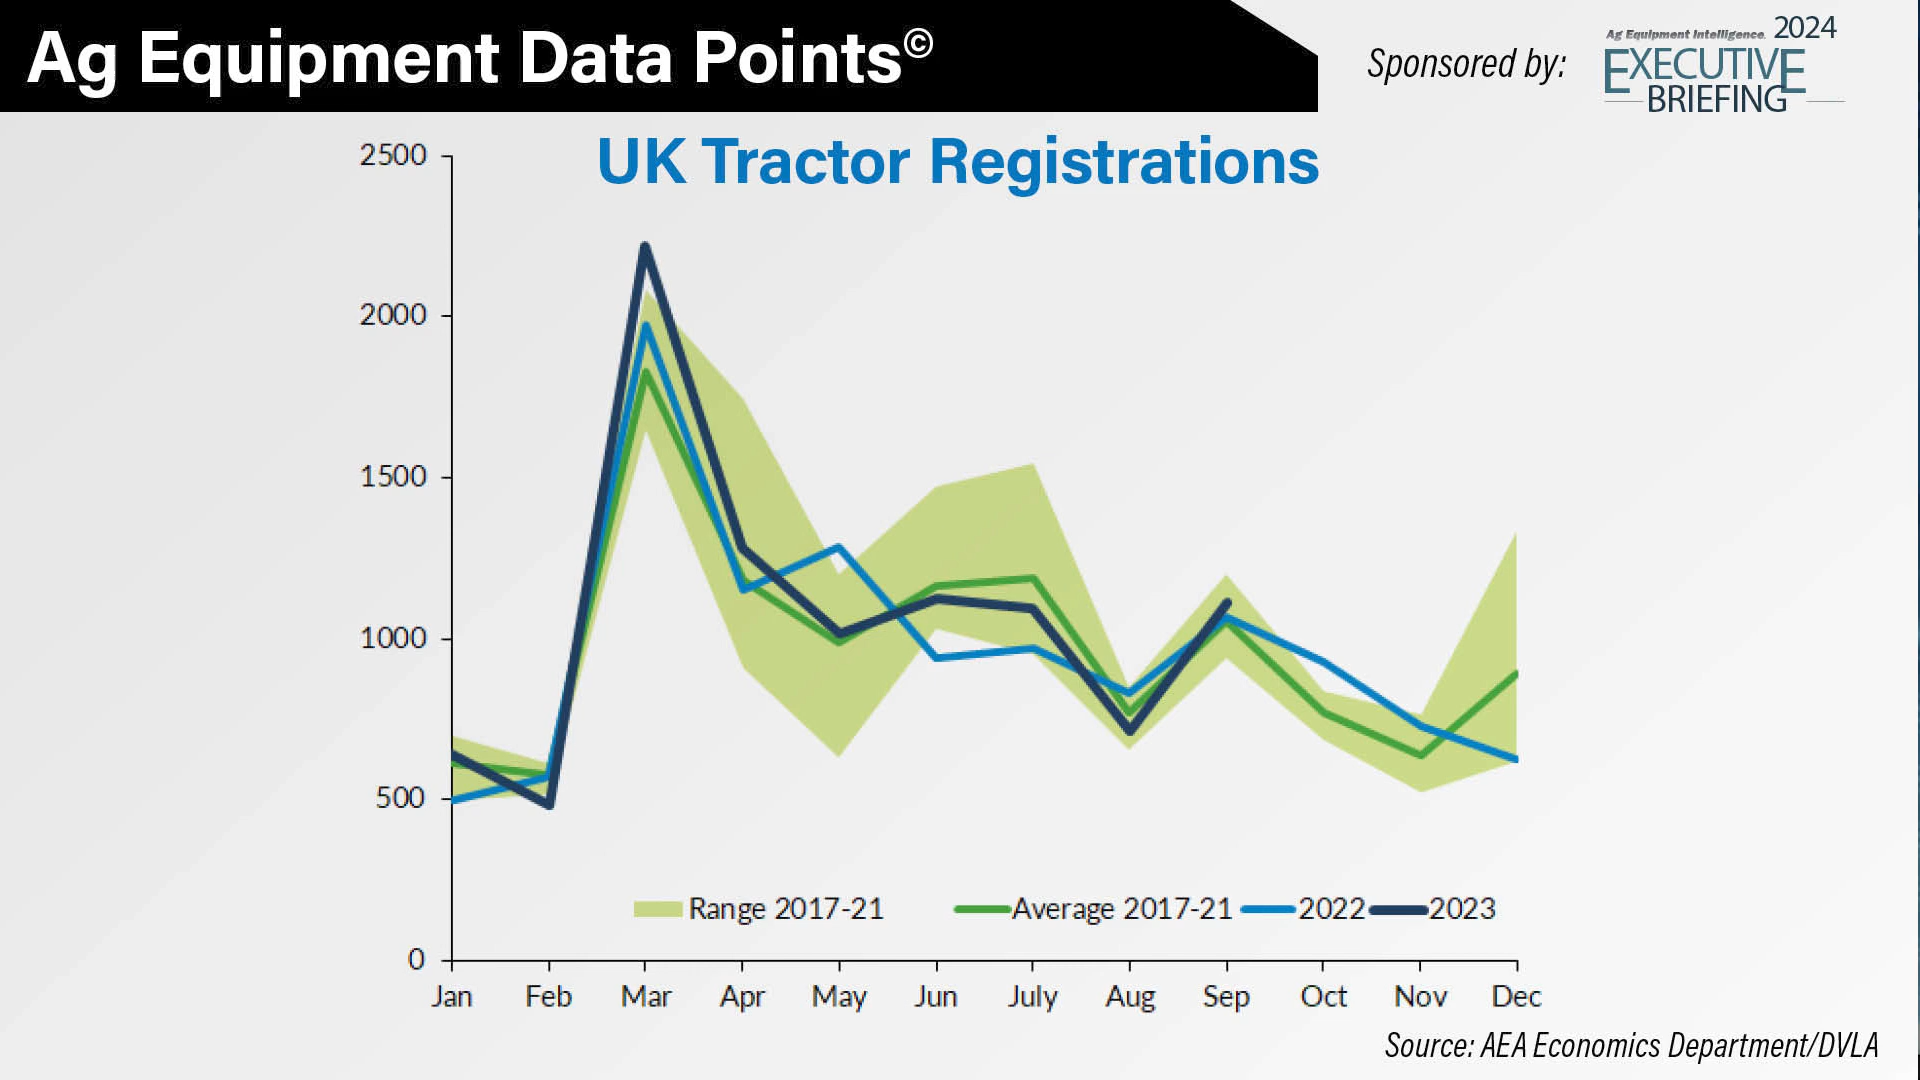 Ag Equipment Data Points©
Sponsored by:
Ag Equipment Intelligence. 2024
EXECUTIVE
BRIEFING
UK Tractor Registrations
2500
2000
1500
1000
500
0
Range 2017-21 Average 2017-21 2022 2023
Jan Feb Mar Apr May Jun July Aug Sep Oct Nov Dec
Source: AEA Economics Department/DVLA